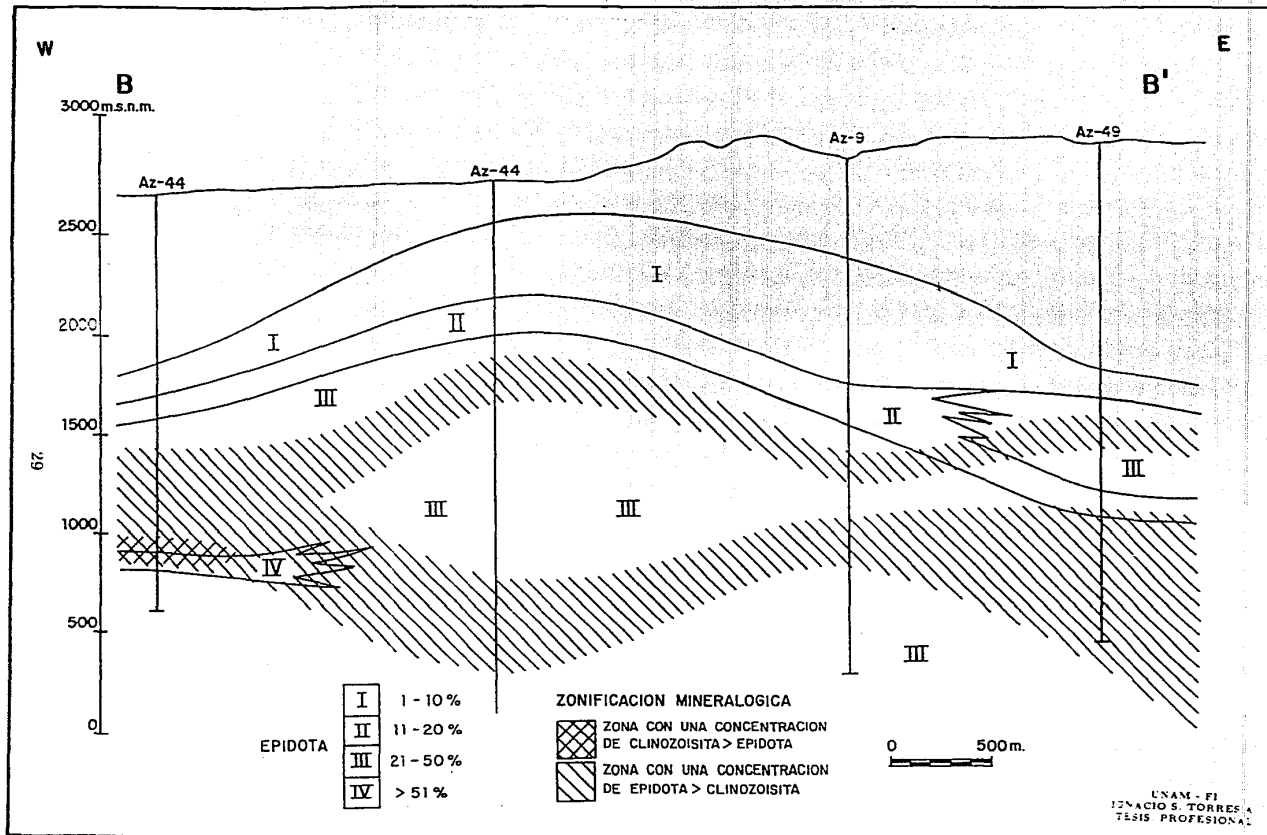 W
E
B
B'
3000 m.s.n.m.
Az-44
Az-44
Az-9
Az-49
2500
2000
1500
1000
500
0
I
I
I
II
II
III
III
III
III
III
IV
29
EPIDOTA
I 1-10 %
II 11-20 %
III 21-50 %
IV > 51 %
ZONIFICACION MINERALOGICA
ZONA CON UNA CONCENTRACION
DE CLINOZOISITA > EPIDOTA
ZONA CON UNA CONCENTRACION
DE EPIDOTA > CLINOZOISITA
0 500 m.
UNAM - FI
IGNACIO S. TORRES A
TESIS PROFESIONAL